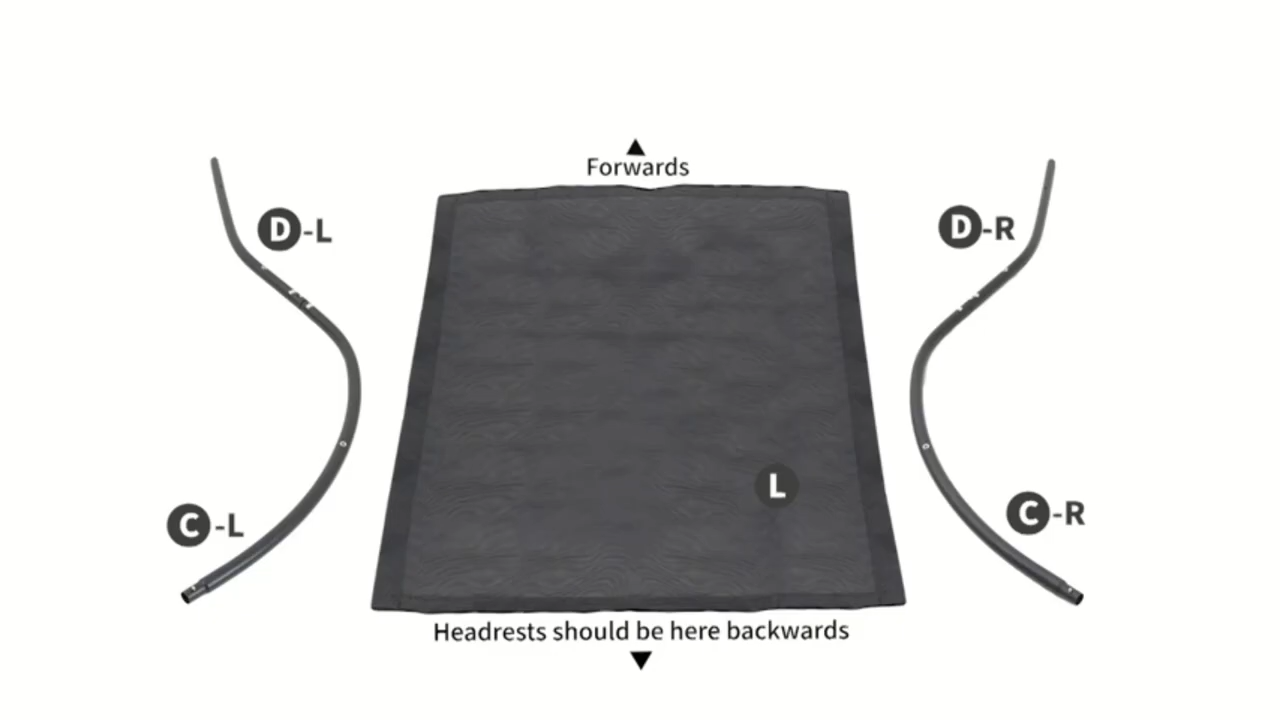 ▲
Forwards
D-L
D-R
L
C-L
C-R
Headrests should be here backwards
▼